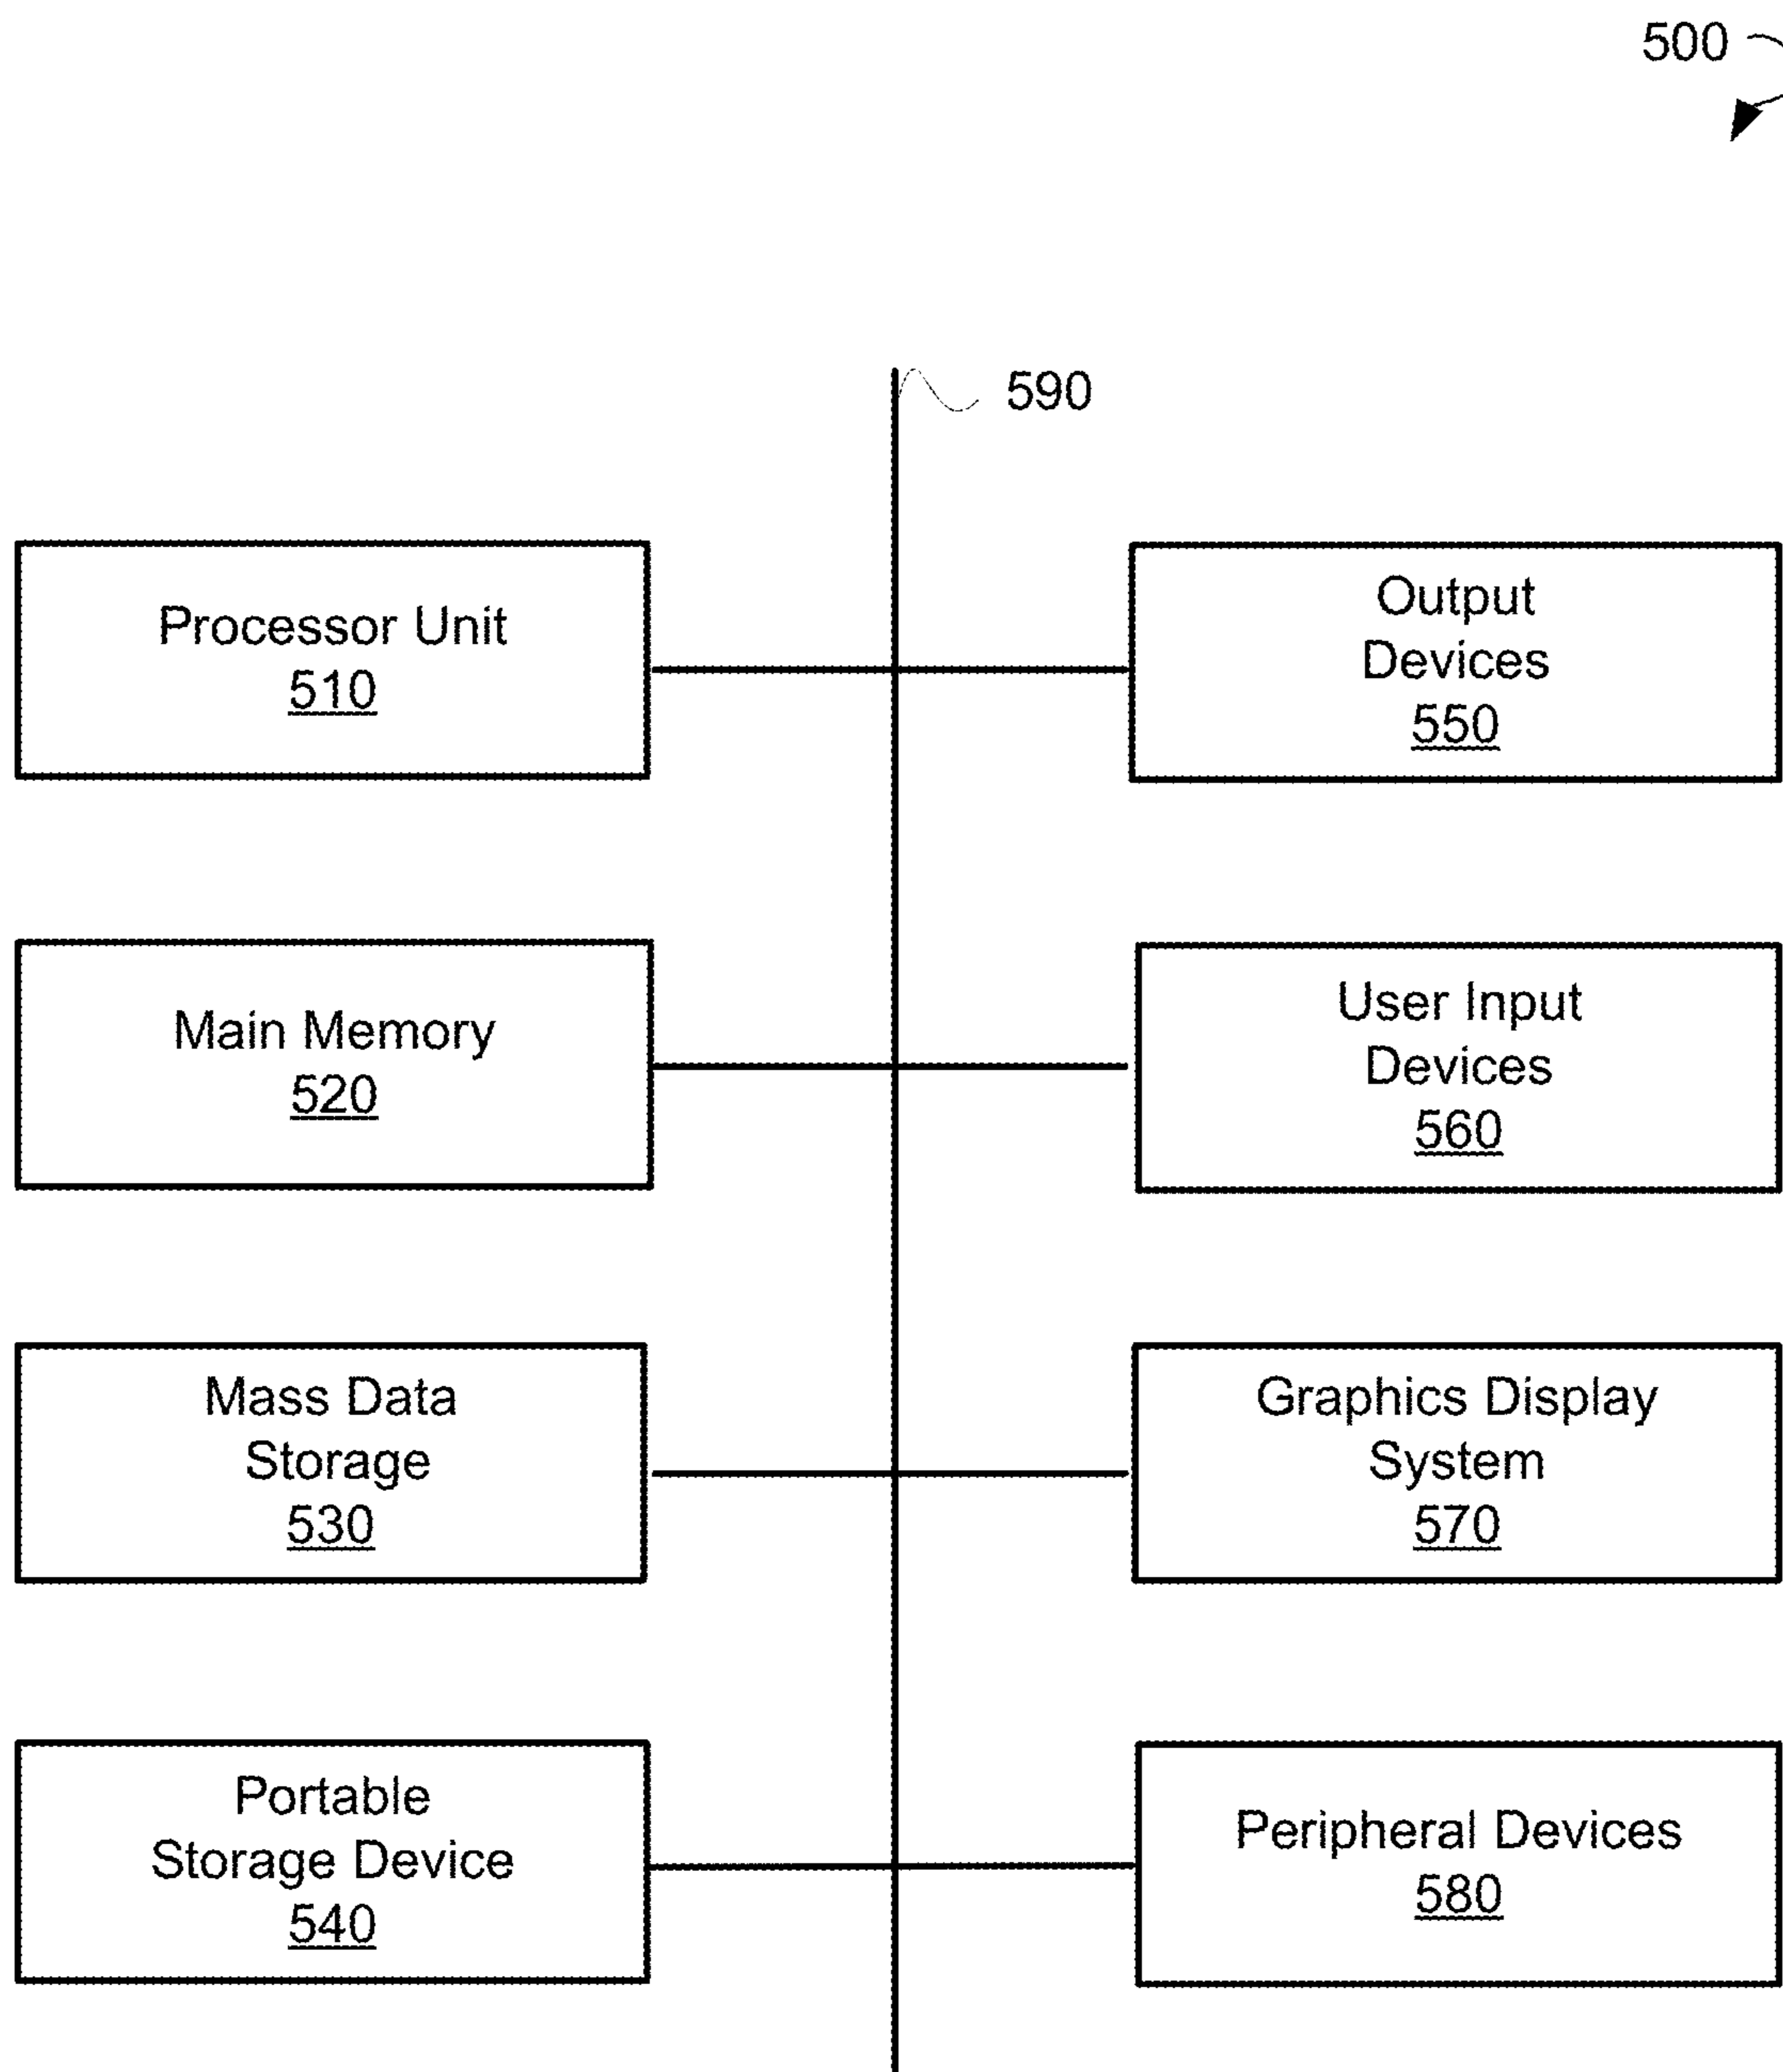 500
590
Processor Unit
510
Output
Devices
550
Main Memory
520
User Input
Devices
560
Mass Data
Storage
530
Graphics Display
System
570
Portable
Storage Device
540
Peripheral Devices
580